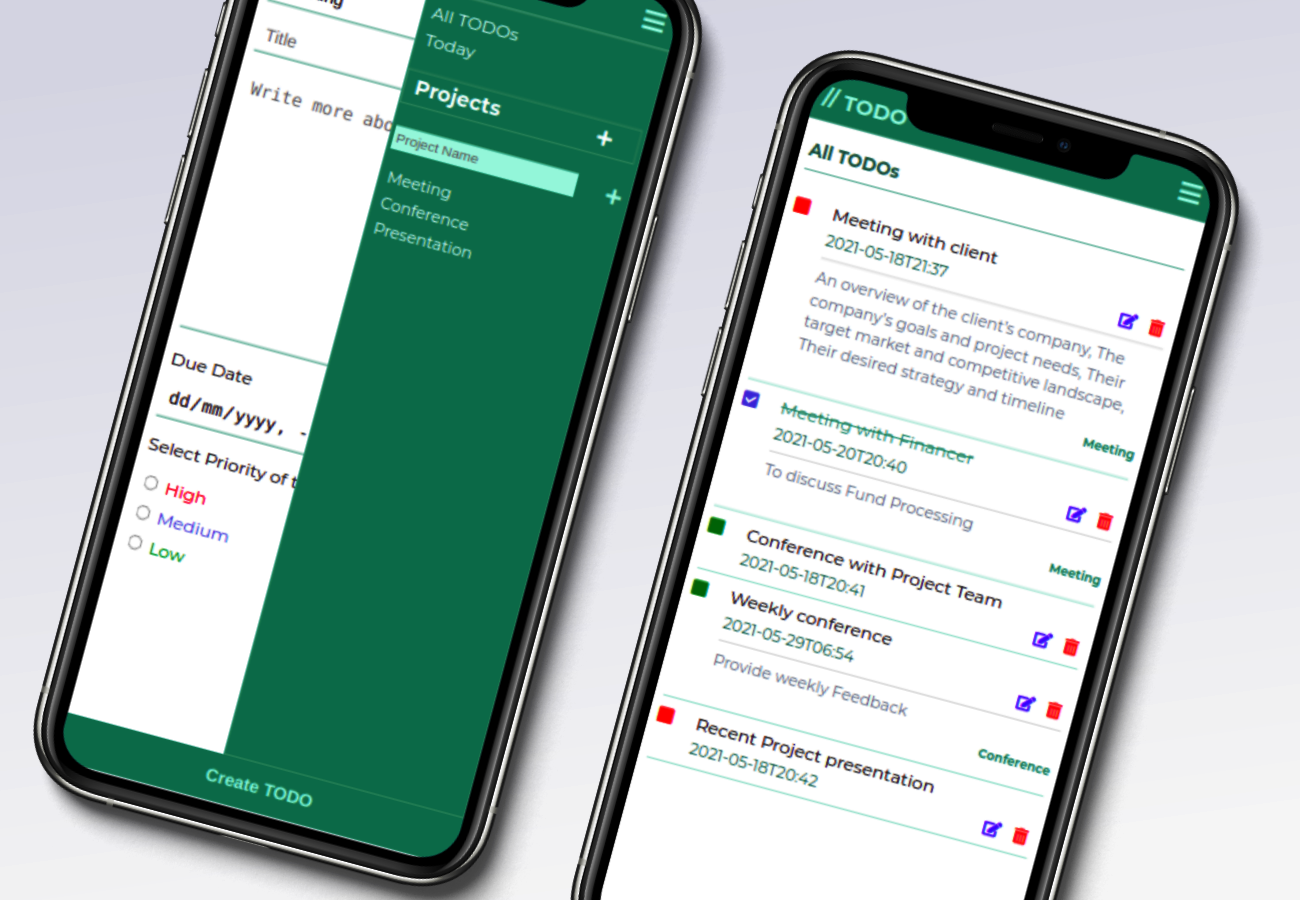 Title
Write more abo
Due Date
dd/mm/yyyy, -
Select Priority of t
High
Medium
Low
All TODOs
Today
Projects
+
Project Name
+
Meeting
Conference
Presentation
Create TODO
// TODO
All TODOs
Meeting with client
2021-05-18T21:37
An overview of the client's company, The
company's goals and project needs, Their
target market and competitive landscape,
Their desired strategy and timeline
Meeting
Meeting with Financer
2021-05-20T20:40
To discuss Fund Processing
Meeting
Conference with Project Team
2021-05-18T20:41
Weekly conference
2021-05-29T06:54
Provide weekly Feedback
Conference
Recent Project presentation
2021-05-18T20:42